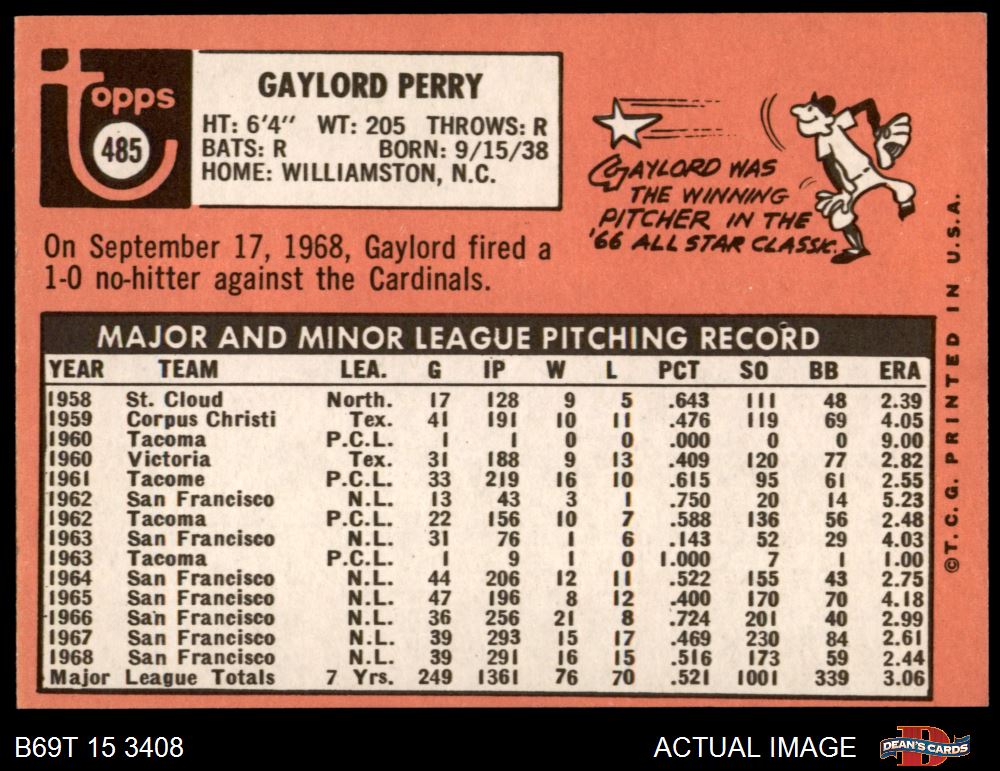 topps
485
GAYLORD PERRY
HT: 6'4" WT: 205 THROWS: R
BATS: R BORN: 9/15/38
HOME: WILLIAMSTON, N.C.
On September 17, 1968, Gaylord fired a
1-0 no-hitter against the Cardinals.
GAYLORD WAS
THE WINNING
PITCHER IN THE
'66 ALL STAR CLASSIC.
MAJOR AND MINOR LEAGUE PITCHING RECORD
YEAR TEAM LEA. G IP W L PCT SO BB ERA
1958 St. Cloud North. 17 128 9 5 .643 111 48 2.39
1959 Corpus Christi Tex. 41 191 10 11 .476 119 69 4.05
1960 Tacoma P.C.L. 1 1 0 0 .000 0 0 9.00
1960 Victoria Tex. 31 188 9 13 .409 120 77 2.82
1961 Tacome P.C.L. 33 219 16 10 .615 95 61 2.55
1962 San Francisco N.L. 13 43 3 1 .750 20 14 5.23
1962 Tacoma P.C.L. 22 156 10 7 .588 136 56 2.48
1963 San Francisco N.L. 31 76 1 6 .143 52 29 4.03
1963 Tacoma P.C.L. 1 9 1 0 1.000 7 1 1.00
1964 San Francisco N.L. 44 206 12 11 .522 155 43 2.75
1965 San Francisco N.L. 47 196 8 12 .400 170 70 4.18
1966 San Francisco N.L. 36 256 21 8 .724 201 40 2.99
1967 San Francisco N.L. 39 293 15 17 .469 230 84 2.61
1968 San Francisco N.L. 39 291 16 15 .516 173 59 2.44
Major League Totals 7 Yrs. 249 1361 76 70 .521 1001 339 3.06
©T.C.G. PRINTED IN U.S.A.
B69T 15 3408
ACTUAL IMAGE
DEAN'S CARDS